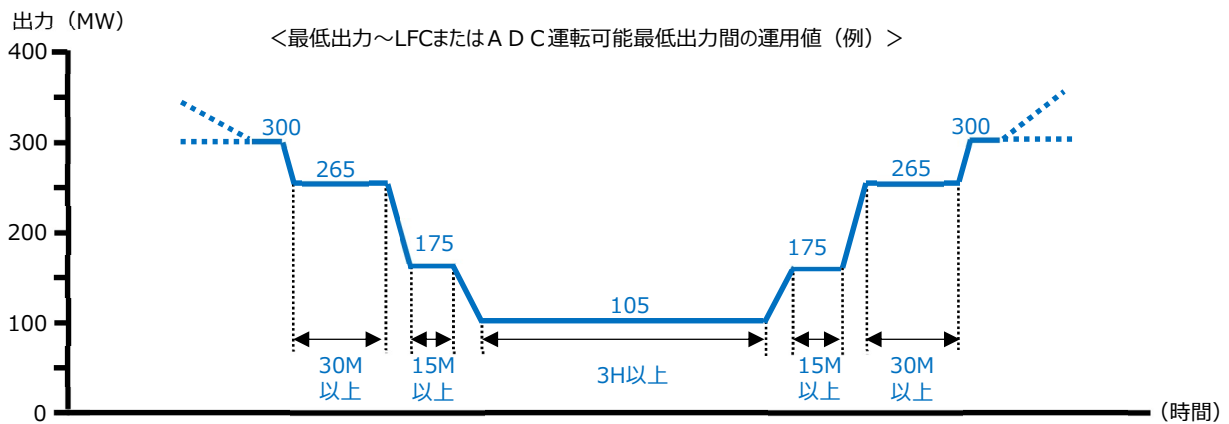 出力（MW）
＜最低出力～LFCまたはＡＤＣ運転可能最低出力間の運用値（例）＞
400
300
300
300
265
265
200
175
175
105
100
30M
以上
15M
以上
3H以上
15M
以上
30M
以上
0
（時間）